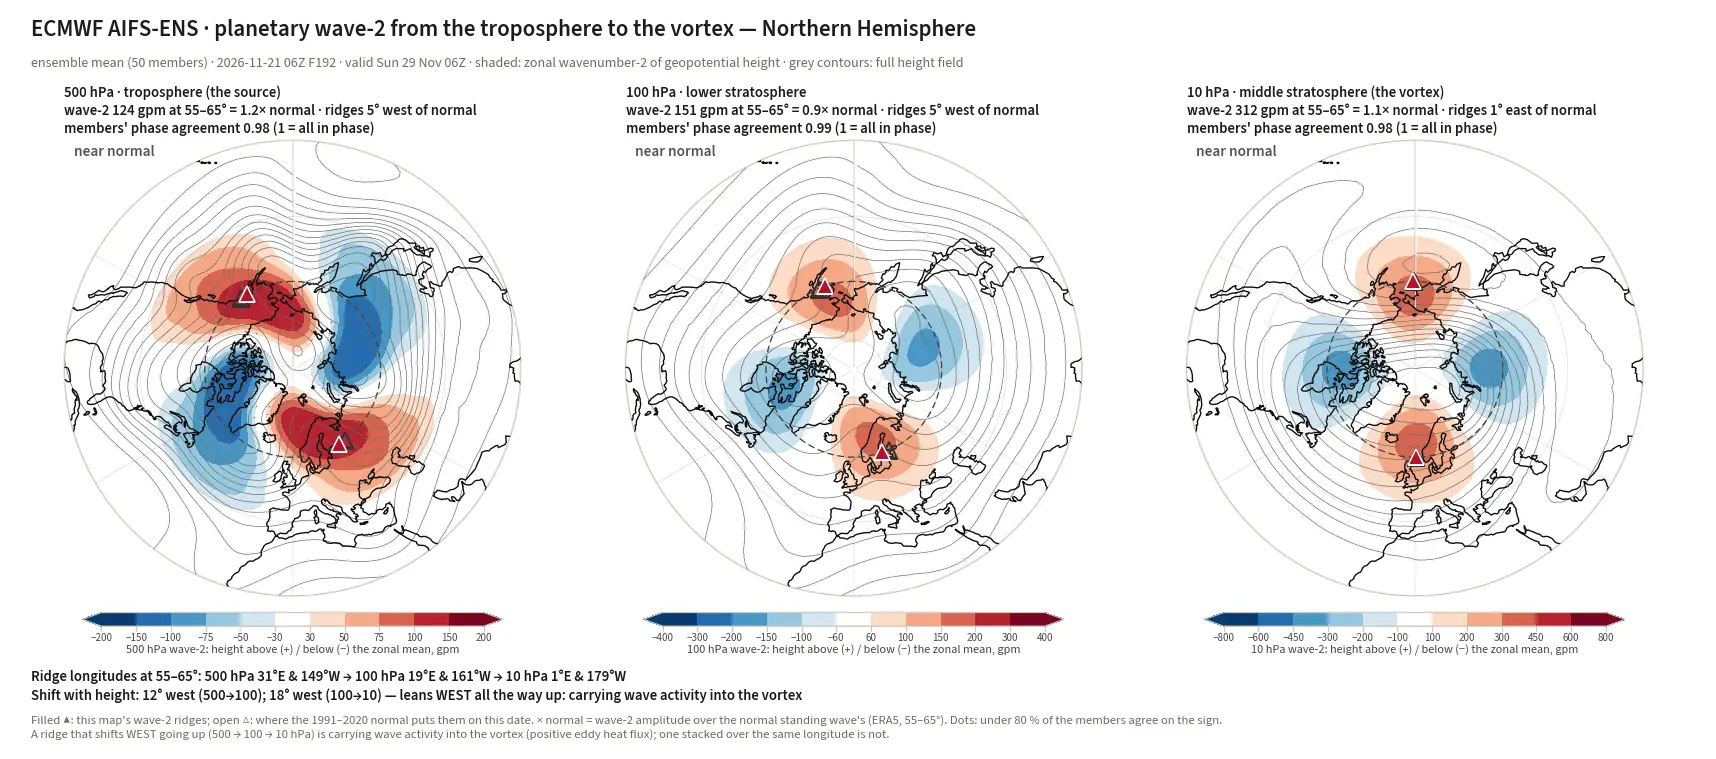 ECMWF AIFS-ENS · planetary wave-2 from the troposphere to the vortex — Northern Hemisphere
ensemble mean (50 members) · 2026-11-21 06Z F192 · valid Sun 29 Nov 06Z · shaded: zonal wavenumber-2 of geopotential height · grey contours: full height field
500 hPa · troposphere (the source)
wave-2 124 gpm at 55–65° = 1.2× normal · ridges 5° west of normal
members' phase agreement 0.98 (1 = all in phase)
near normal
100 hPa · lower stratosphere
wave-2 151 gpm at 55–65° = 0.9× normal · ridges 5° west of normal
members' phase agreement 0.99 (1 = all in phase)
near normal
10 hPa · middle stratosphere (the vortex)
wave-2 312 gpm at 55–65° = 1.1× normal · ridges 1° east of normal
members' phase agreement 0.98 (1 = all in phase)
near normal
−200 −150 −100 −75 −50 −30 30 50 75 100 150 200
500 hPa wave-2: height above (+) / below (−) the zonal mean, gpm
−400 −300 −200 −150 −100 −60 60 100 150 200 300 400
100 hPa wave-2: height above (+) / below (−) the zonal mean, gpm
−800 −600 −450 −300 −200 −100 100 200 300 450 600 800
10 hPa wave-2: height above (+) / below (−) the zonal mean, gpm
Ridge longitudes at 55–65°: 500 hPa 31°E & 149°W → 100 hPa 19°E & 161°W → 10 hPa 1°E & 179°W
Shift with height: 12° west (500→100); 18° west (100→10) — leans WEST all the way up: carrying wave activity into the vortex
Filled ▲: this map's wave-2 ridges; open △: where the 1991–2020 normal puts them on this date. × normal = wave-2 amplitude over the normal standing wave's (ERA5, 55–65°). Dots: under 80 % of the members agree on the sign.
A ridge that shifts WEST going up (500 → 100 → 10 hPa) is carrying wave activity into the vortex (positive eddy heat flux); one stacked over the same longitude is not.